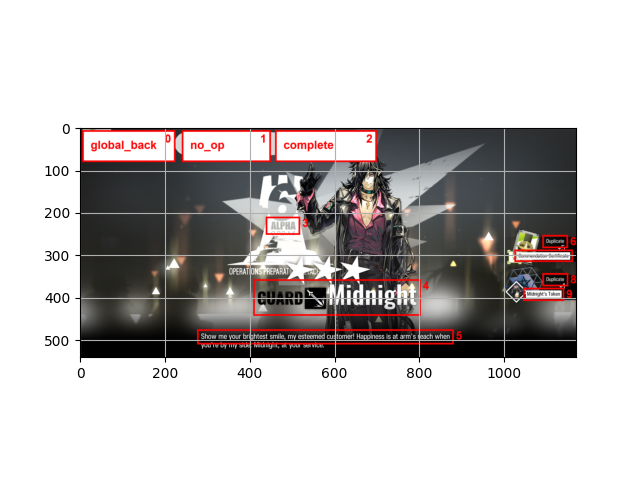 global_back 0
no_op 1
complete 2
ALPHA 3
OPERATIONS PREPARAT
Duplicate 6
Commendation Certificate
GUARD Midnight 4
Duplicate 8
Midnight's Token 9
Show me your brightest smile, my esteemed customer! Happiness is at arm's reach when 5
you're by my side. Midnight, at your service.
0
100
200
300
400
500
0 200 400 600 800 1000